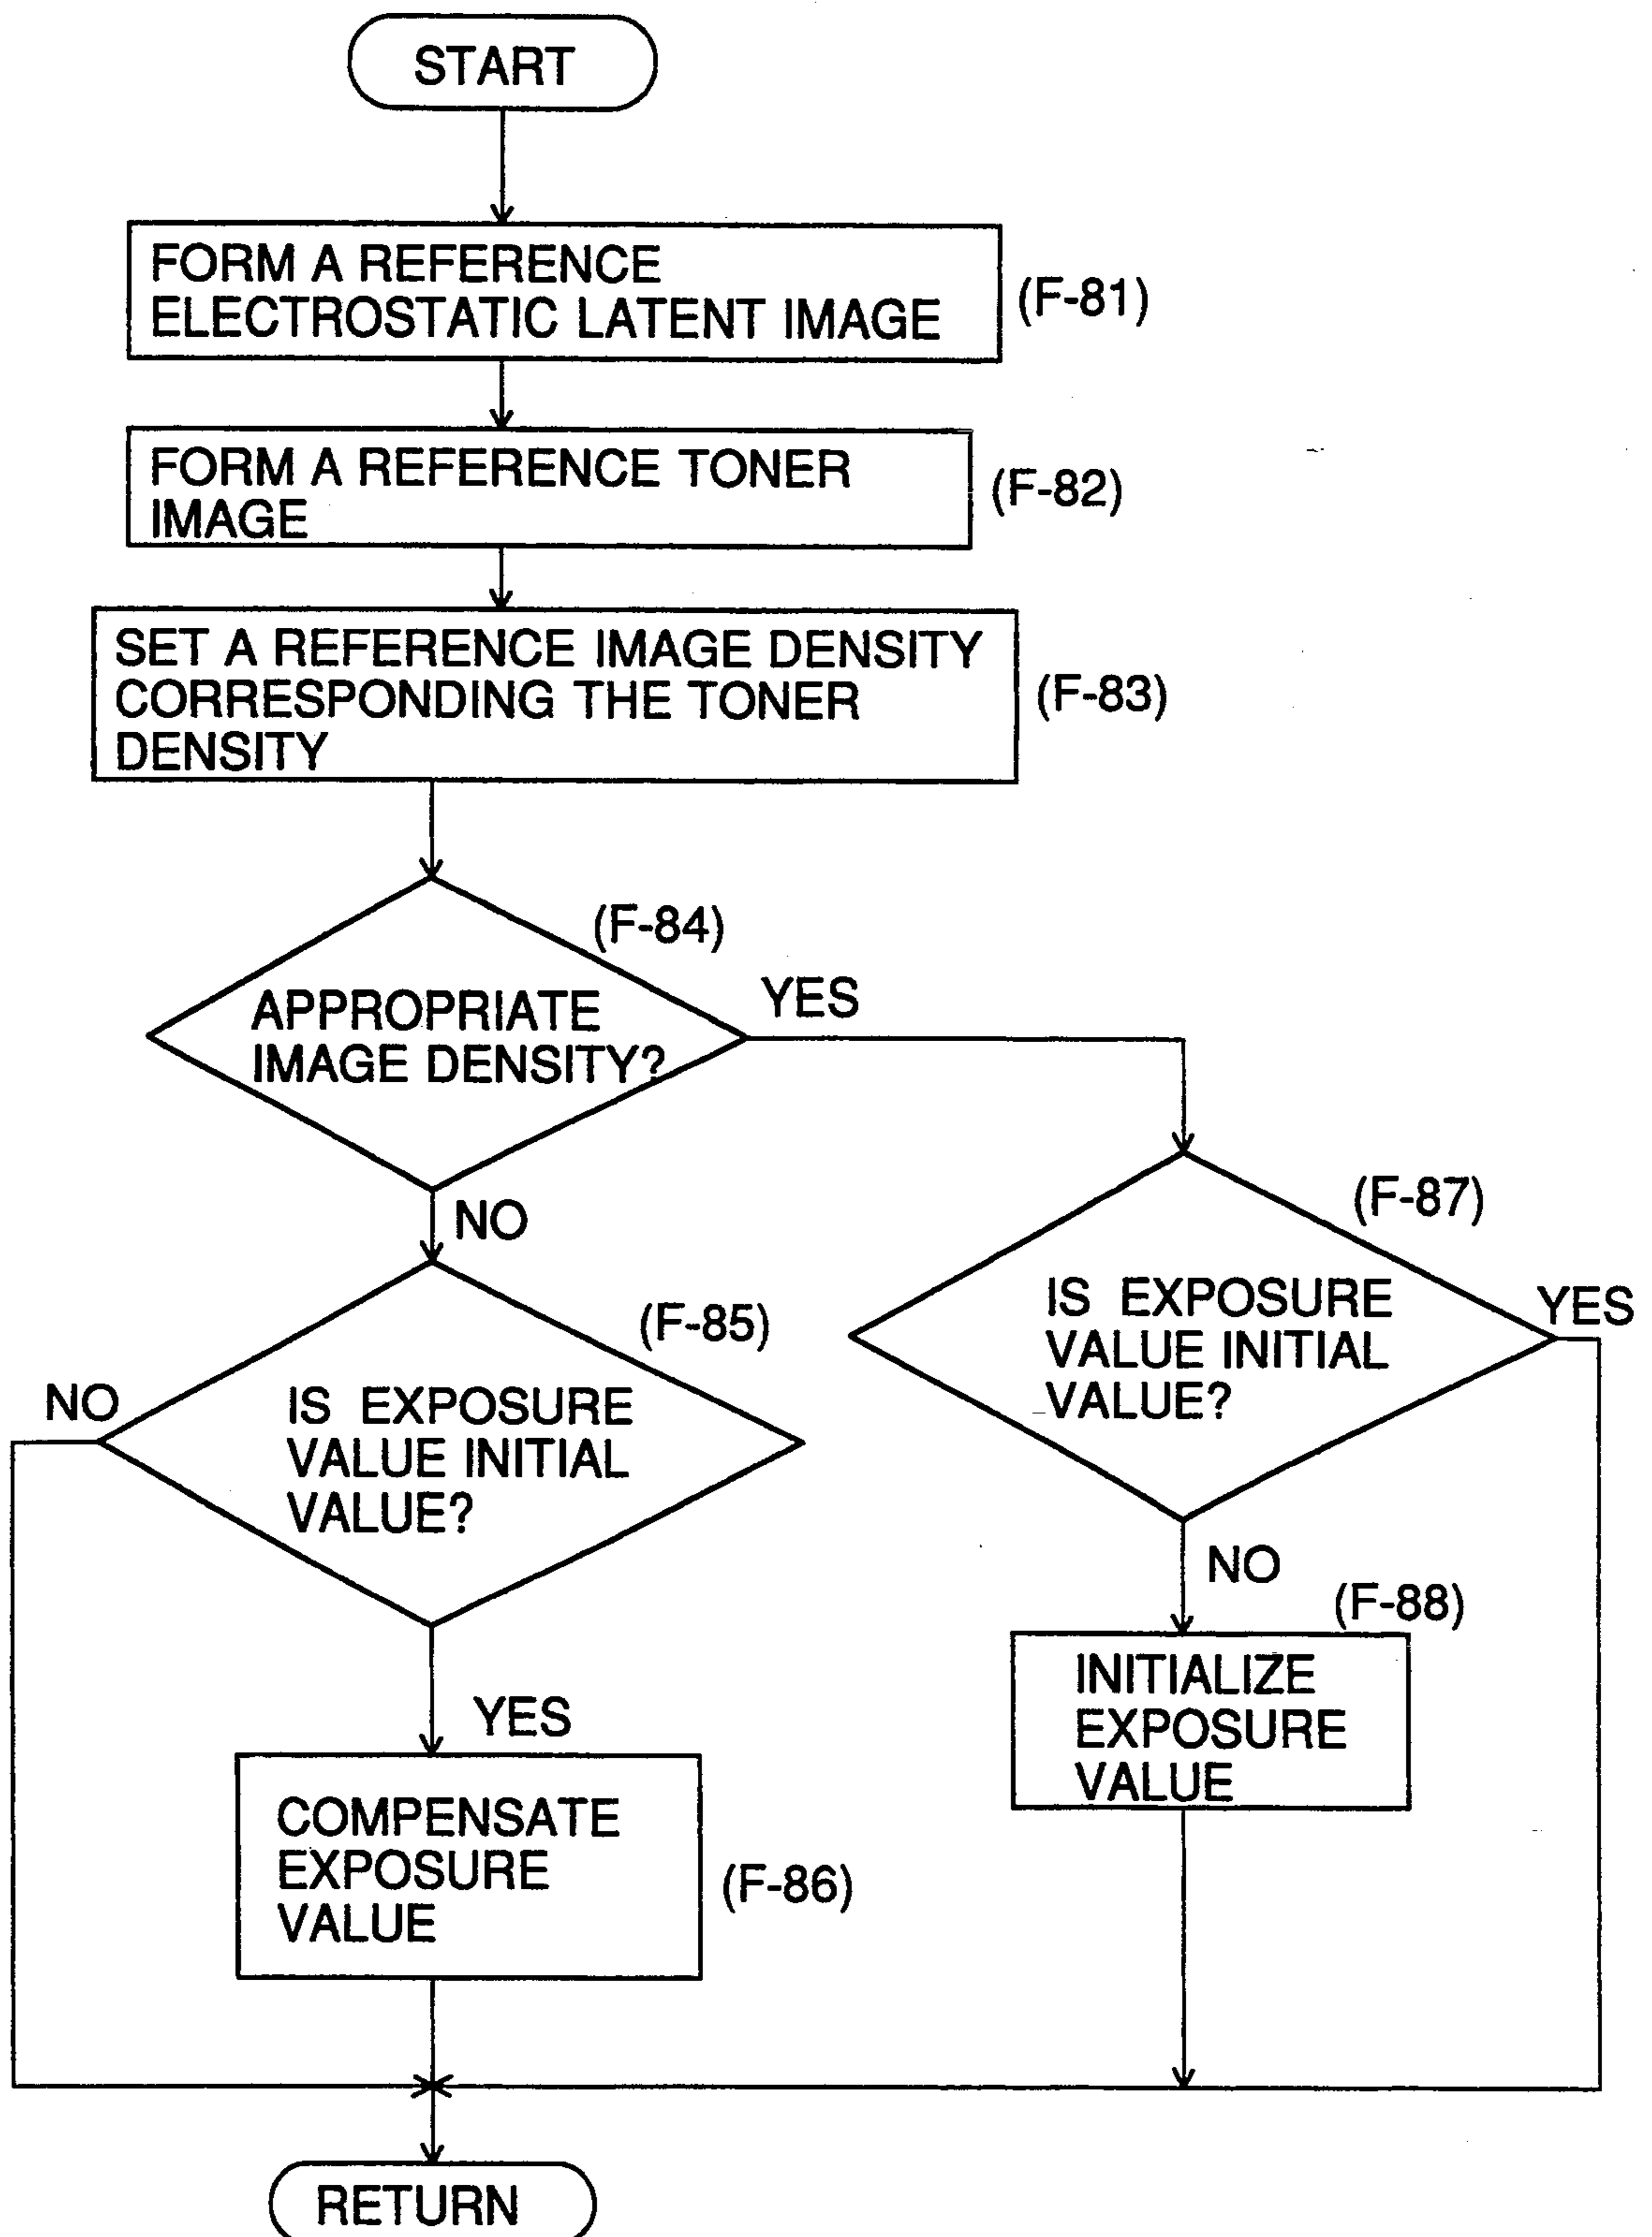 START
FORM A REFERENCE
ELECTROSTATIC LATENT IMAGE
(F-81)
FORM A REFERENCE TONER
IMAGE
(F-82)
SET A REFERENCE IMAGE DENSITY
CORRESPONDING THE TONER
DENSITY
(F-83)
(F-84)
APPROPRIATE
IMAGE DENSITY?
YES
NO
(F-85)
IS EXPOSURE
VALUE INITIAL
VALUE?
NO
YES
COMPENSATE
EXPOSURE
VALUE
(F-86)
(F-87)
IS EXPOSURE
VALUE INITIAL
VALUE?
YES
NO
(F-88)
INITIALIZE
EXPOSURE
VALUE
RETURN